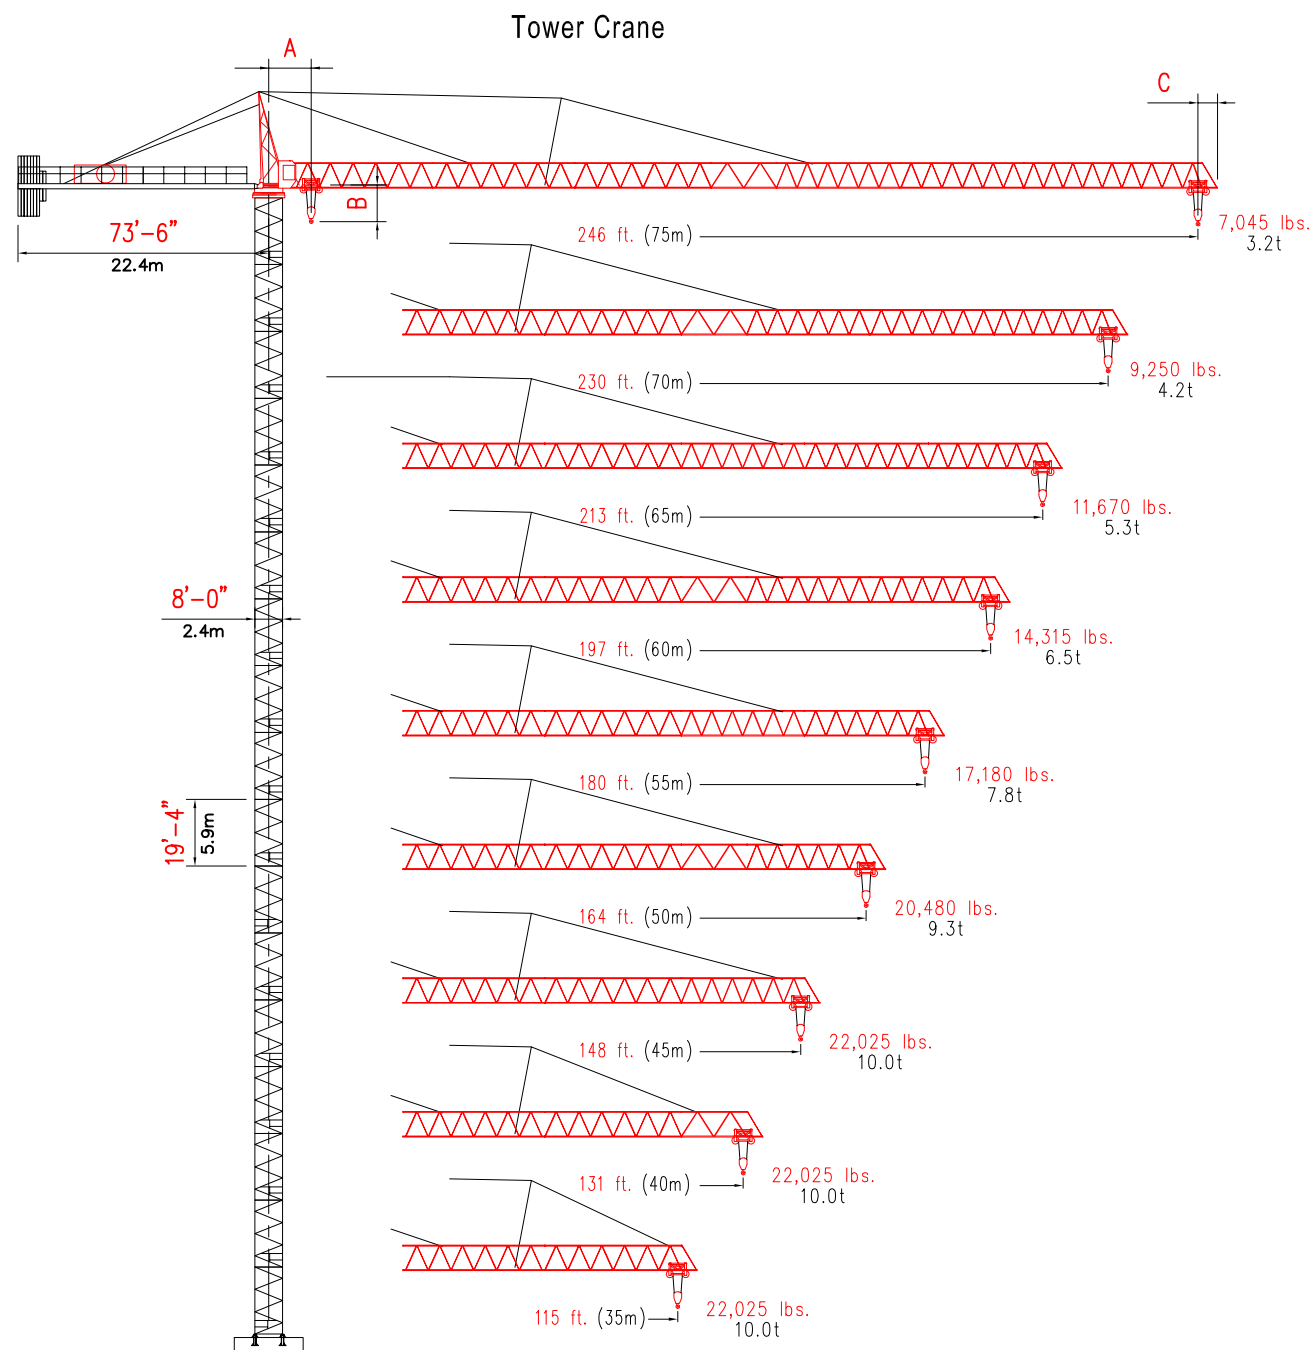 Tower Crane
A
C
B
73'-6"
22.4m
246 ft. (75m)
7,045 lbs.
3.2t
230 ft. (70m)
9,250 lbs.
4.2t
213 ft. (65m)
11,670 lbs.
5.3t
8'-0"
2.4m
197 ft. (60m)
14,315 lbs.
6.5t
180 ft. (55m)
17,180 lbs.
7.8t
19'-4"
5.9m
164 ft. (50m)
20,480 lbs.
9.3t
148 ft. (45m)
22,025 lbs.
10.0t
131 ft. (40m)
22,025 lbs.
10.0t
115 ft. (35m)
22,025 lbs.
10.0t